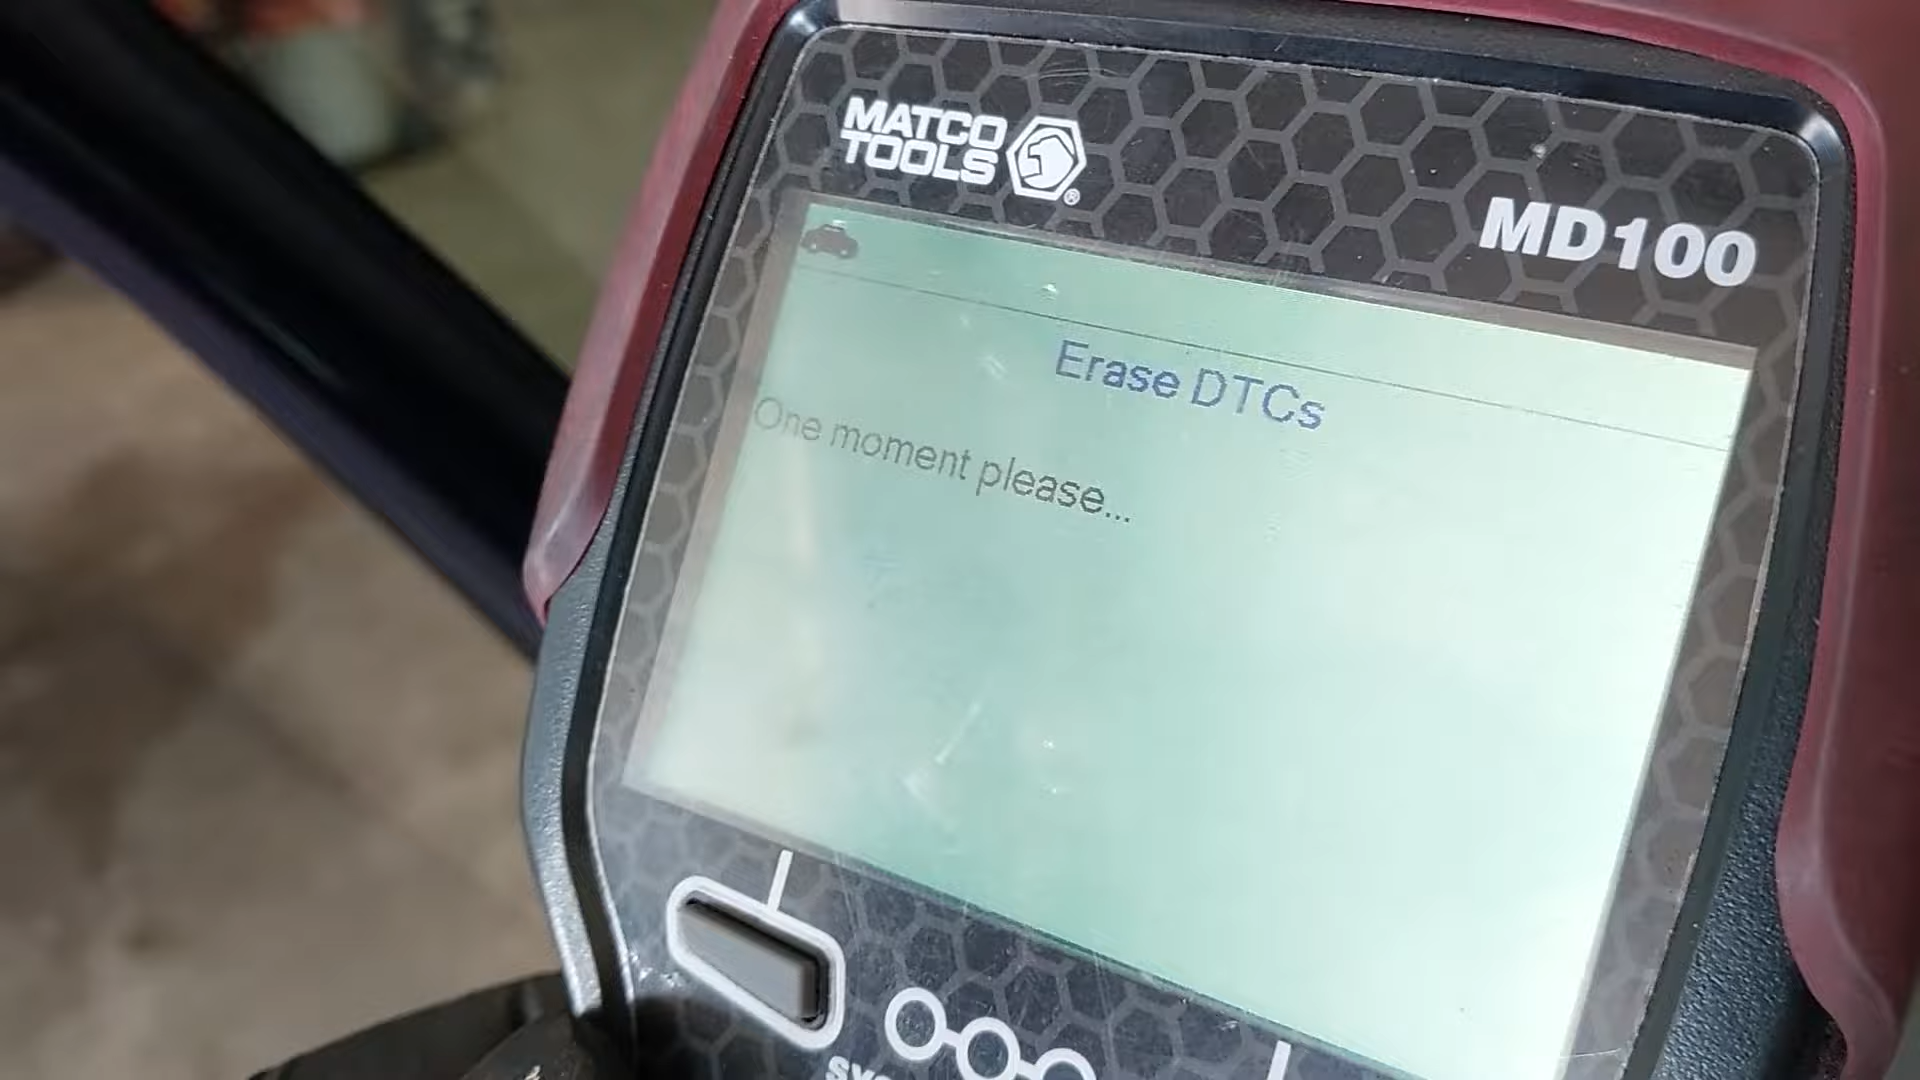 MATCO
TOOLS
MD100
Erase DTCs
One moment please...